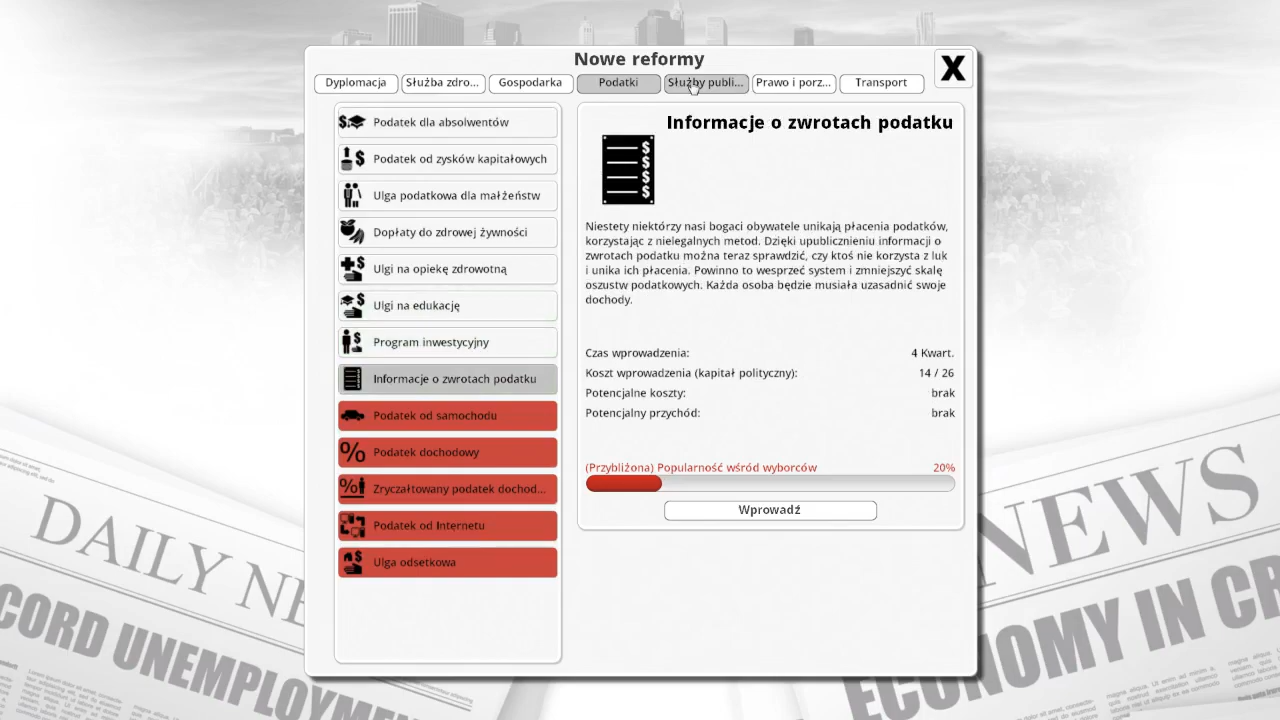 Nowe reformy
X
Dyplomacja
Służba zdro...
Gospodarka
Podatki
Służby publi...
Prawo i porz...
Transport
Podatek dla absolwentów
Podatek od zysków kapitałowych
Ulga podatkowa dla małżeństw
Dopłaty do zdrowej żywności
Ulgi na opiekę zdrowotną
Ulgi na edukację
Program inwestycyjny
Informacje o zwrotach podatku
Podatek od samochodu
Podatek dochodowy
Zryczałtowany podatek dochod...
Podatek od Internetu
Ulga odsetkowa
Informacje o zwrotach podatku
Niestety niektórzy nasi bogaci obywatele unikają płacenia podatków,
korzystając z nielegalnych metod. Dzięki upublicznieniu informacji o
zwrotach podatku można teraz sprawdzić, czy ktoś nie korzysta z luk
i unika ich płacenia. Powinno to wesprzeć system i zmniejszyć skalę
oszustw podatkowych. Każda osoba będzie musiała uzasadnić swoje
dochody.
Czas wprowadzenia: 4 Kwart.
Koszt wprowadzenia (kapitał polityczny): 14 / 26
Potencjalne koszty: brak
Potencjalny przychód: brak
(Przybliżona) Popularność wśród wyborców 20%
Wprowadź
DAILY NE
CORD UNEMPLOYM
NEWS
ECONOMY IN CR